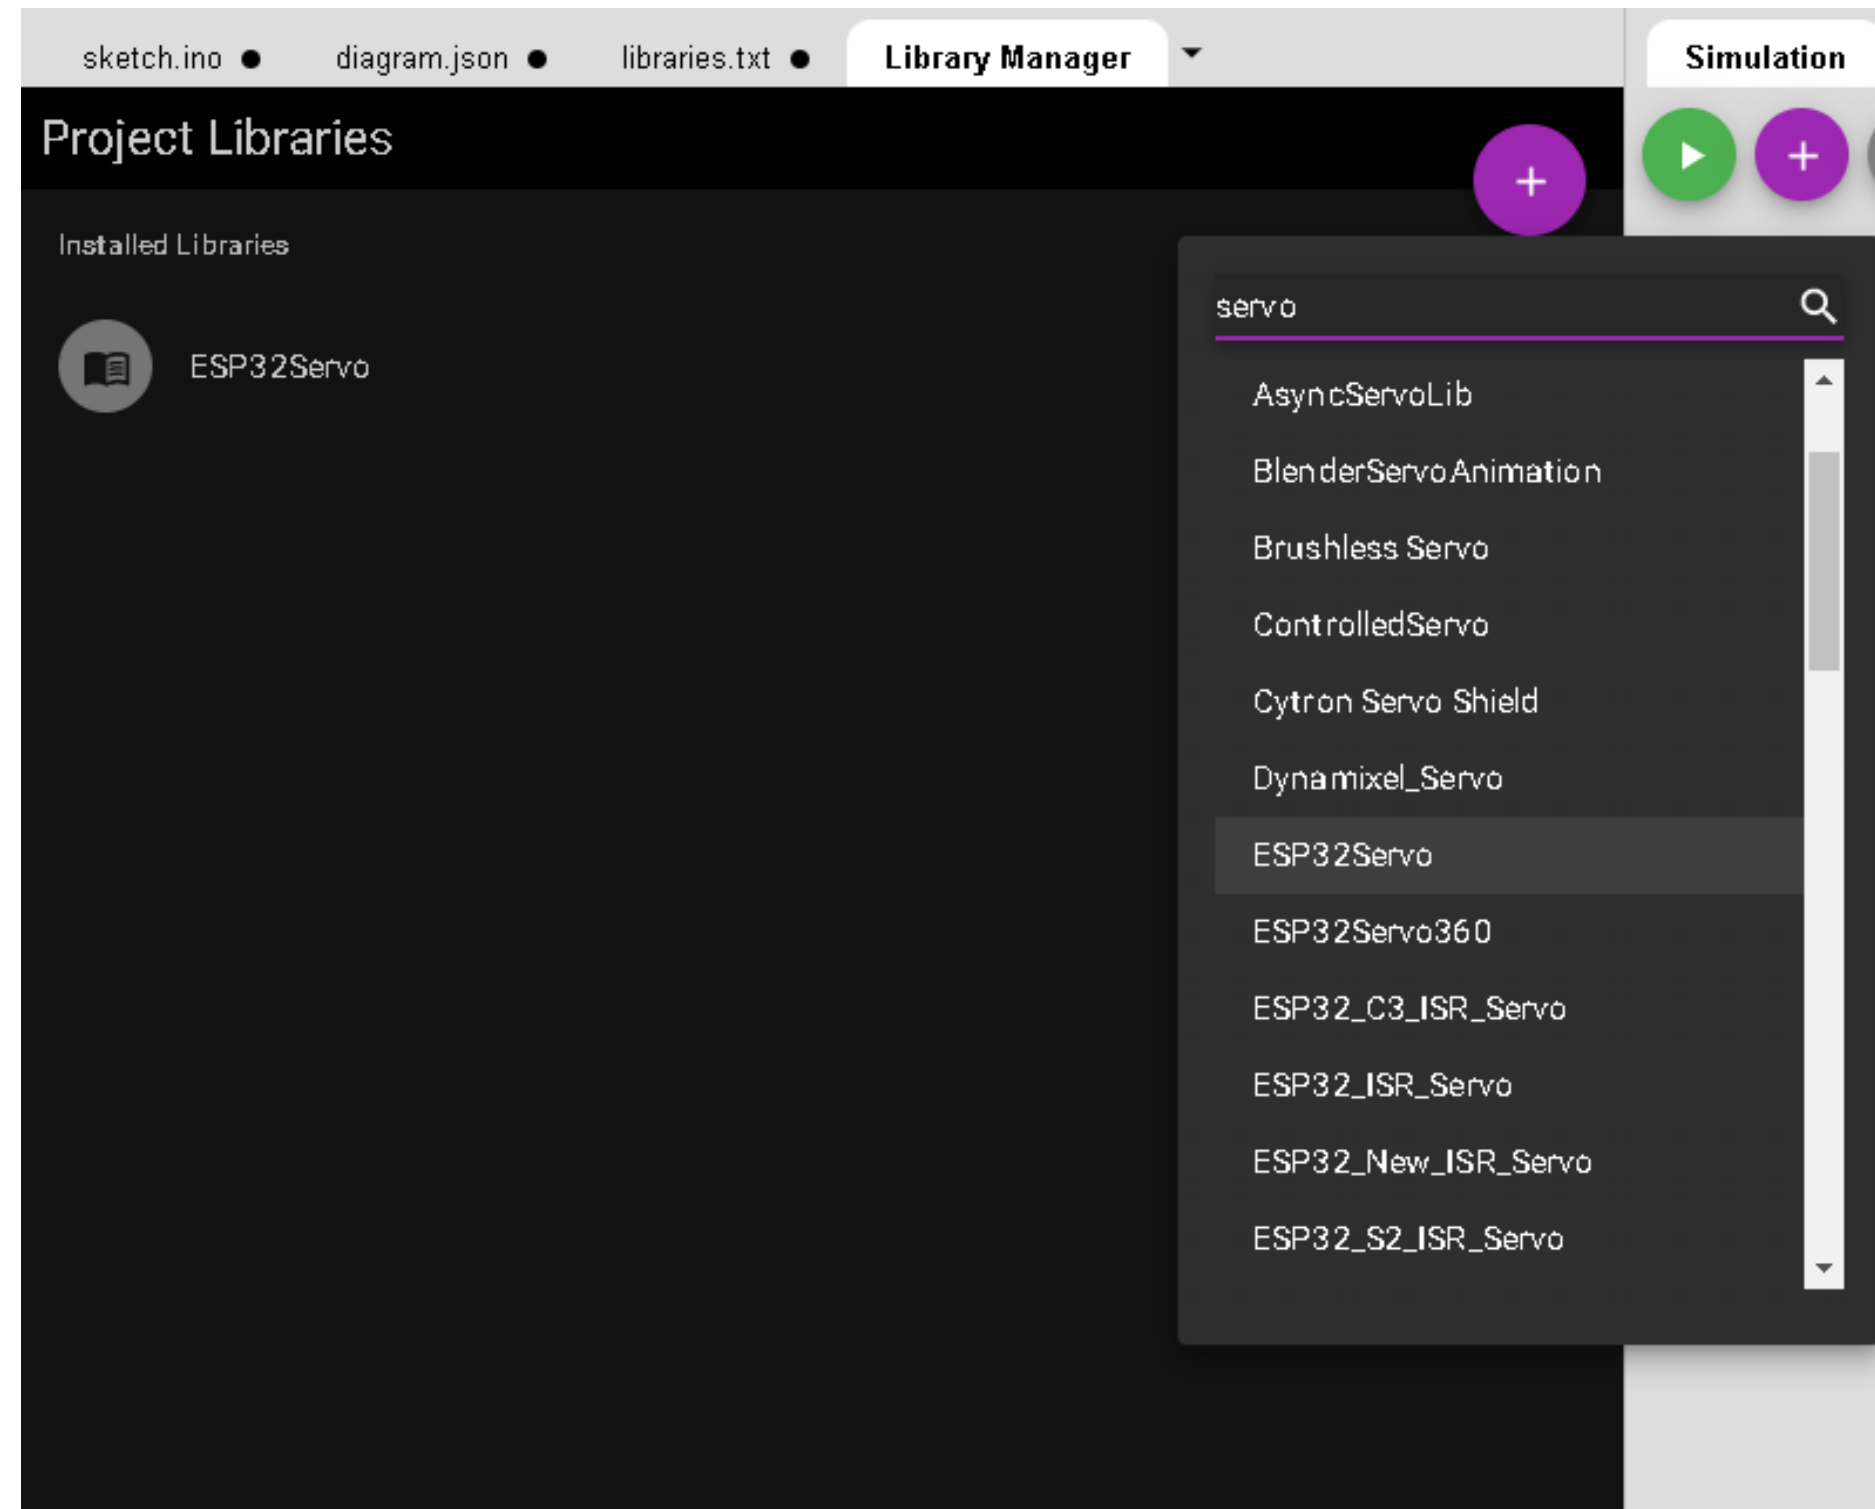 sketch.ino ● diagram.json ● libraries.txt ● Library Manager Simulation
Project Libraries
Installed Libraries
ESP32Servo
servo
AsyncServoLib
BlenderServoAnimation
Brushless Servo
ControlledServo
Cytron Servo Shield
Dynamixel_Servo
ESP32Servo
ESP32Servo360
ESP32_C3_ISR_Servo
ESP32_ISR_Servo
ESP32_New_ISR_Servo
ESP32_S2_ISR_Servo